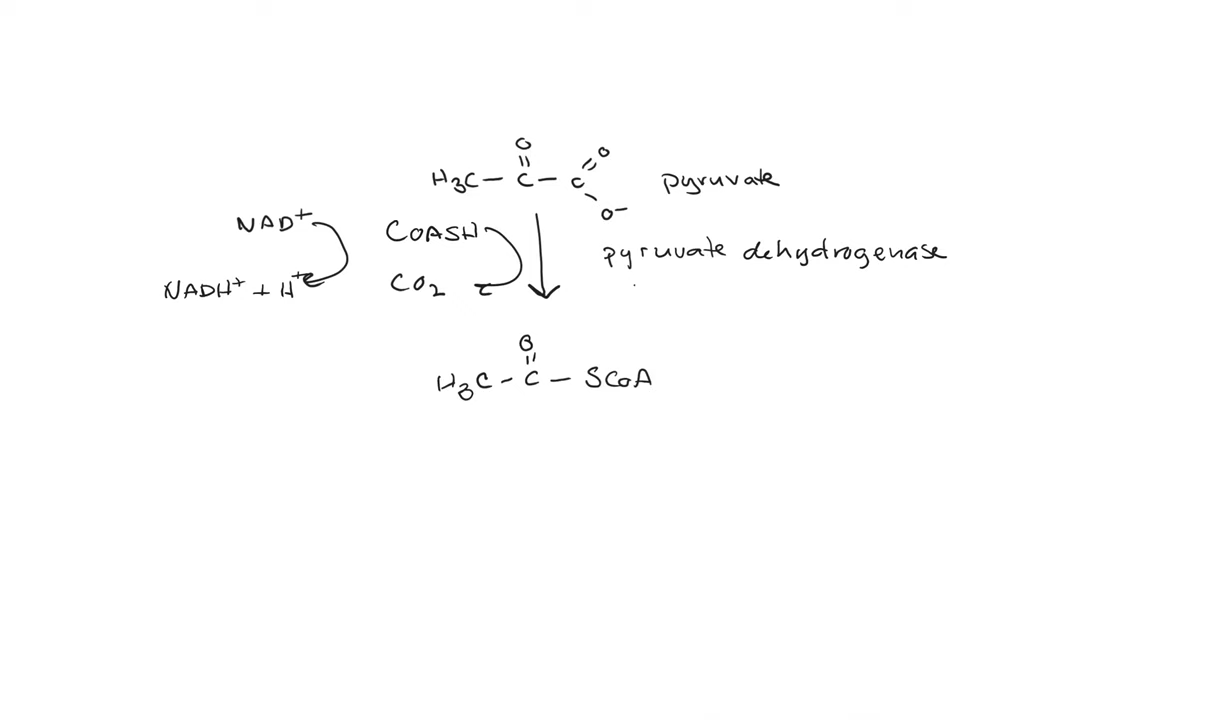 O
H3C — C — C
O
O-
pyruvate
NAD+
CoASH
pyruvate dehydrogenase
NADH+ + H+
CO2
O
H3C - C — SCoA